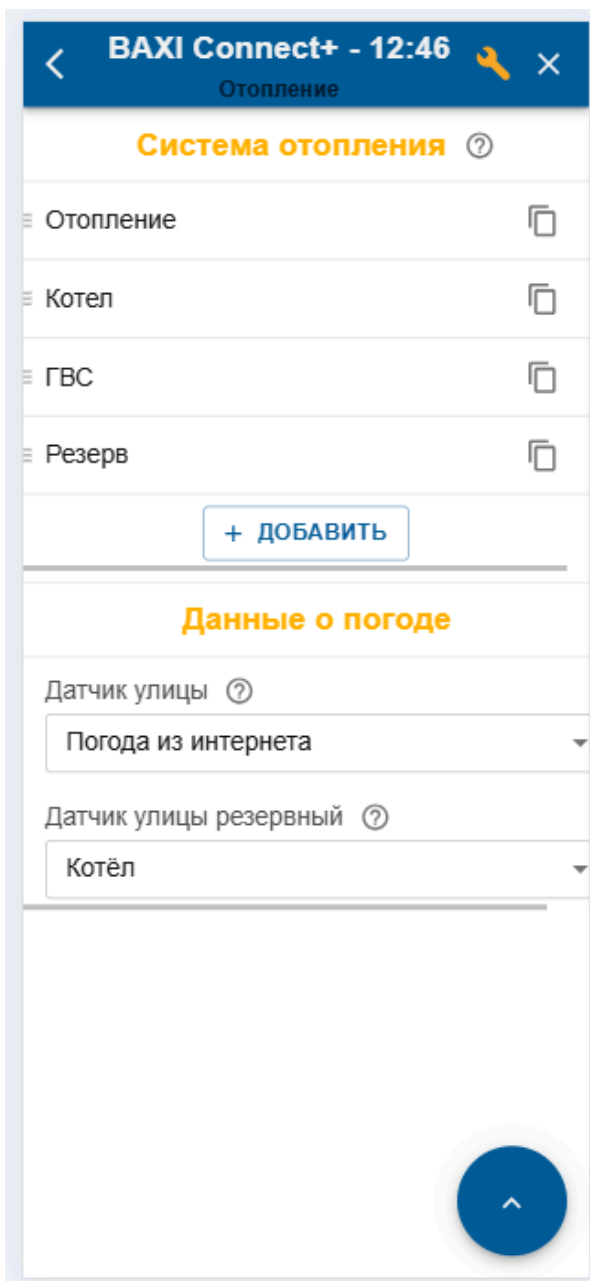 BAXI Connect+ - 12:46
Отопление
Система отопления
Отопление
Котел
ГВС
Резерв
+ ДОБАВИТЬ
Данные о погоде
Датчик улицы
Погода из интернета
Датчик улицы резервный
Котёл